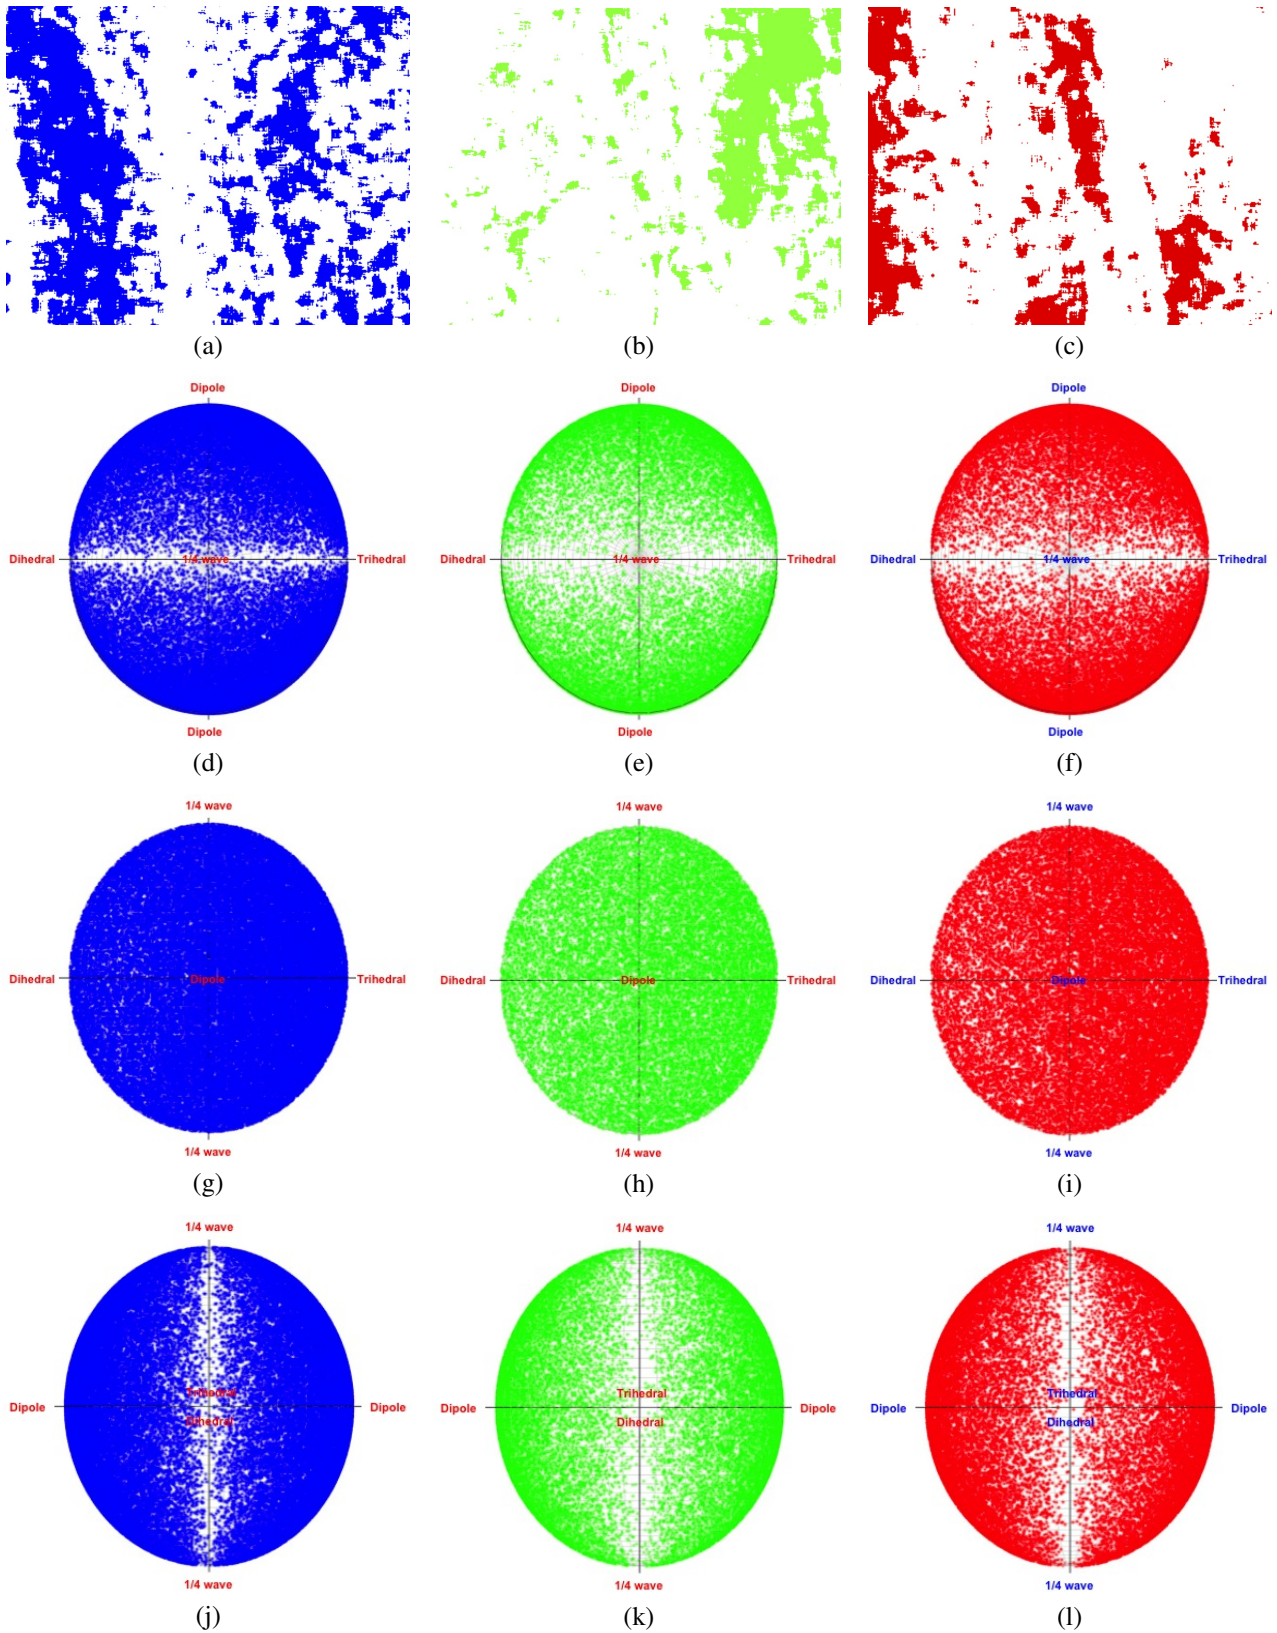 (a) (b) (c)
Dipole Dipole Dipole
Dihedral 1/4 wave Trihedral Dihedral 1/4 wave Trihedral Dihedral 1/4 wave Trihedral
Dipole Dipole Dipole
(d) (e) (f)
1/4 wave 1/4 wave 1/4 wave
Dihedral Dipole Trihedral Dihedral Dipole Trihedral Dihedral Dipole Trihedral
1/4 wave 1/4 wave 1/4 wave
(g) (h) (i)
1/4 wave 1/4 wave 1/4 wave
Trihedral Trihedral Trihedral
Dipole Dipole Dipole Dipole Dipole Dipole
Dihedral Dihedral Dihedral
1/4 wave 1/4 wave 1/4 wave
(j) (k) (l)